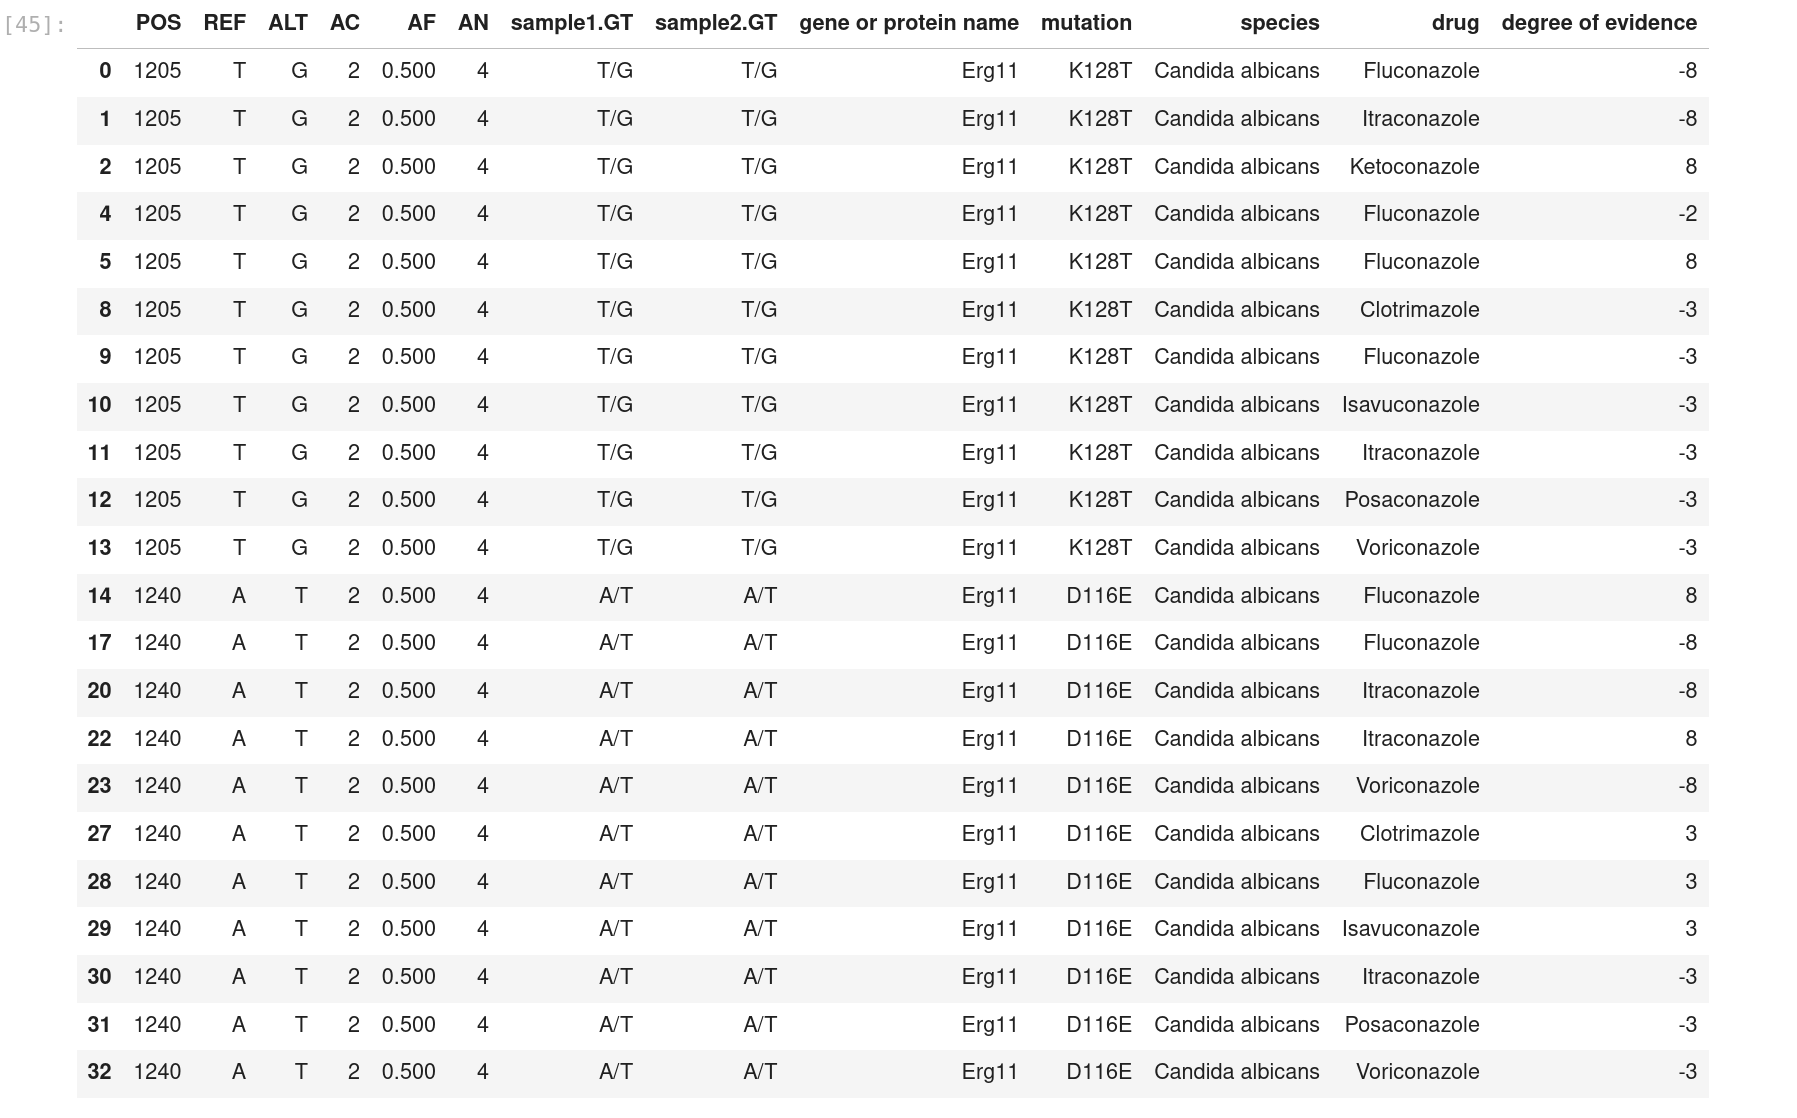 [45]:
POS REF ALT AC AF AN sample1.GT sample2.GT gene or protein name mutation species drug degree of evidence
0 1205 T G 2 0.500 4 T/G T/G Erg11 K128T Candida albicans Fluconazole -8
1 1205 T G 2 0.500 4 T/G T/G Erg11 K128T Candida albicans Itraconazole -8
2 1205 T G 2 0.500 4 T/G T/G Erg11 K128T Candida albicans Ketoconazole 8
4 1205 T G 2 0.500 4 T/G T/G Erg11 K128T Candida albicans Fluconazole -2
5 1205 T G 2 0.500 4 T/G T/G Erg11 K128T Candida albicans Fluconazole 8
8 1205 T G 2 0.500 4 T/G T/G Erg11 K128T Candida albicans Clotrimazole -3
9 1205 T G 2 0.500 4 T/G T/G Erg11 K128T Candida albicans Fluconazole -3
10 1205 T G 2 0.500 4 T/G T/G Erg11 K128T Candida albicans Isavuconazole -3
11 1205 T G 2 0.500 4 T/G T/G Erg11 K128T Candida albicans Itraconazole -3
12 1205 T G 2 0.500 4 T/G T/G Erg11 K128T Candida albicans Posaconazole -3
13 1205 T G 2 0.500 4 T/G T/G Erg11 K128T Candida albicans Voriconazole -3
14 1240 A T 2 0.500 4 A/T A/T Erg11 D116E Candida albicans Fluconazole 8
17 1240 A T 2 0.500 4 A/T A/T Erg11 D116E Candida albicans Fluconazole -8
20 1240 A T 2 0.500 4 A/T A/T Erg11 D116E Candida albicans Itraconazole -8
22 1240 A T 2 0.500 4 A/T A/T Erg11 D116E Candida albicans Itraconazole 8
23 1240 A T 2 0.500 4 A/T A/T Erg11 D116E Candida albicans Voriconazole -8
27 1240 A T 2 0.500 4 A/T A/T Erg11 D116E Candida albicans Clotrimazole 3
28 1240 A T 2 0.500 4 A/T A/T Erg11 D116E Candida albicans Fluconazole 3
29 1240 A T 2 0.500 4 A/T A/T Erg11 D116E Candida albicans Isavuconazole 3
30 1240 A T 2 0.500 4 A/T A/T Erg11 D116E Candida albicans Itraconazole -3
31 1240 A T 2 0.500 4 A/T A/T Erg11 D116E Candida albicans Posaconazole -3
32 1240 A T 2 0.500 4 A/T A/T Erg11 D116E Candida albicans Voriconazole -3